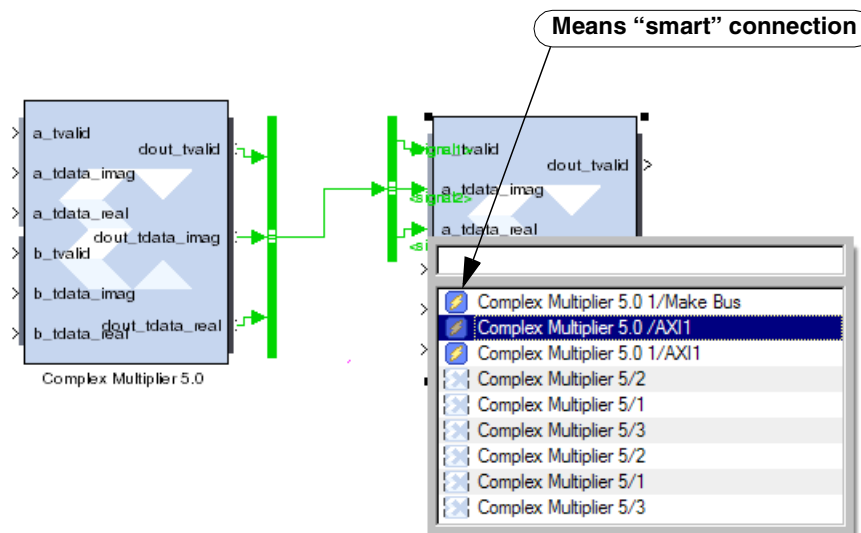 Means “smart” connection
a_tvalid
a_tdata_imag
a_tdata_real
b_tvalid
b_tdata_imag
b_tdata_real
dout_tvalid
dout_tdata_imag
dout_tdata_real
Complex Multiplier 5.0
dout_tvalid
a_tdata_imag
<signal2>
a_tdata_real
Complex Multiplier 5.0 1/Make Bus
Complex Multiplier 5.0 /AXI1
Complex Multiplier 5.0 1/AXI1
Complex Multiplier 5/2
Complex Multiplier 5/1
Complex Multiplier 5/3
Complex Multiplier 5/2
Complex Multiplier 5/1
Complex Multiplier 5/3